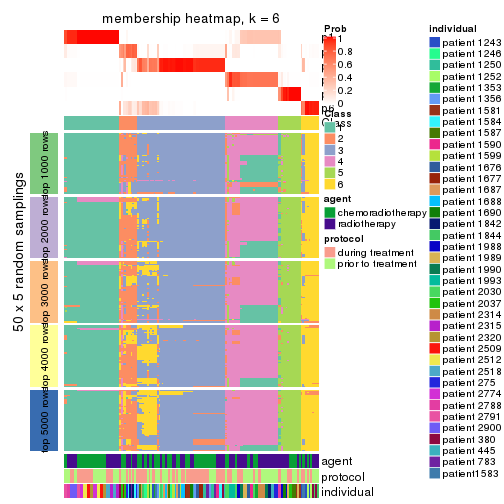 membership heatmap, k = 6
50 x 5 random samplings
top 1000 rows
top 2000 rows
top 3000 rows
top 4000 rows
top 5000 rows
Class
agent
protocol
individual
Prob
1
0.8
0.6
0.4
0.2
0
Class
1
2
3
4
5
6
agent
chemoradiotherapy
radiotherapy
protocol
during treatment
prior to treatment
individual
patient 1243
patient 1246
patient 1250
patient 1252
patient 1353
patient 1356
patient 1581
patient 1584
patient 1587
patient 1590
patient 1599
patient 1676
patient 1677
patient 1687
patient 1688
patient 1690
patient 1842
patient 1844
patient 1988
patient 1989
patient 1990
patient 1993
patient 2030
patient 2037
patient 2314
patient 2315
patient 2320
patient 2509
patient 2512
patient 2518
patient 275
patient 2774
patient 2788
patient 2791
patient 2900
patient 380
patient 445
patient 783
patient1583